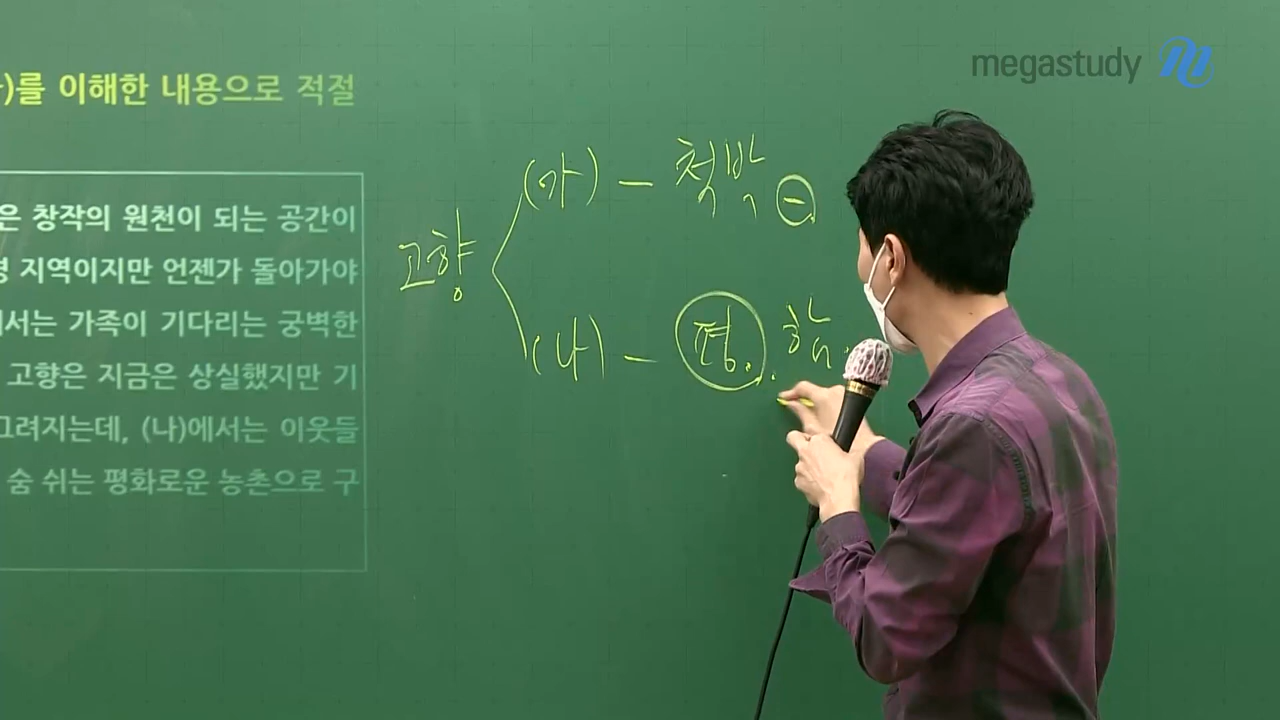 megastudy
)를 이해한 내용으로 적절
은 창작의 원천이 되는 공간이
지역이지만 언젠가 돌아가야
서는 가족이 기다리는 궁벽한
고향은 지금은 상실했지만 기
그려지는데, (나)에서는 이웃들
숨 쉬는 평화로운 농촌으로 구
고향
(가) - 척박 -
(나) - 평.